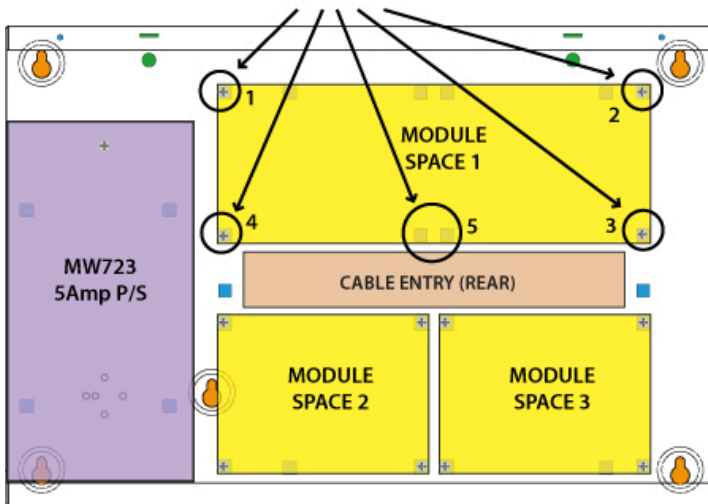 1
2
MODULE
SPACE 1
4
5
3
MW723
5Amp P/S
CABLE ENTRY (REAR)
MODULE
SPACE 2
MODULE
SPACE 3